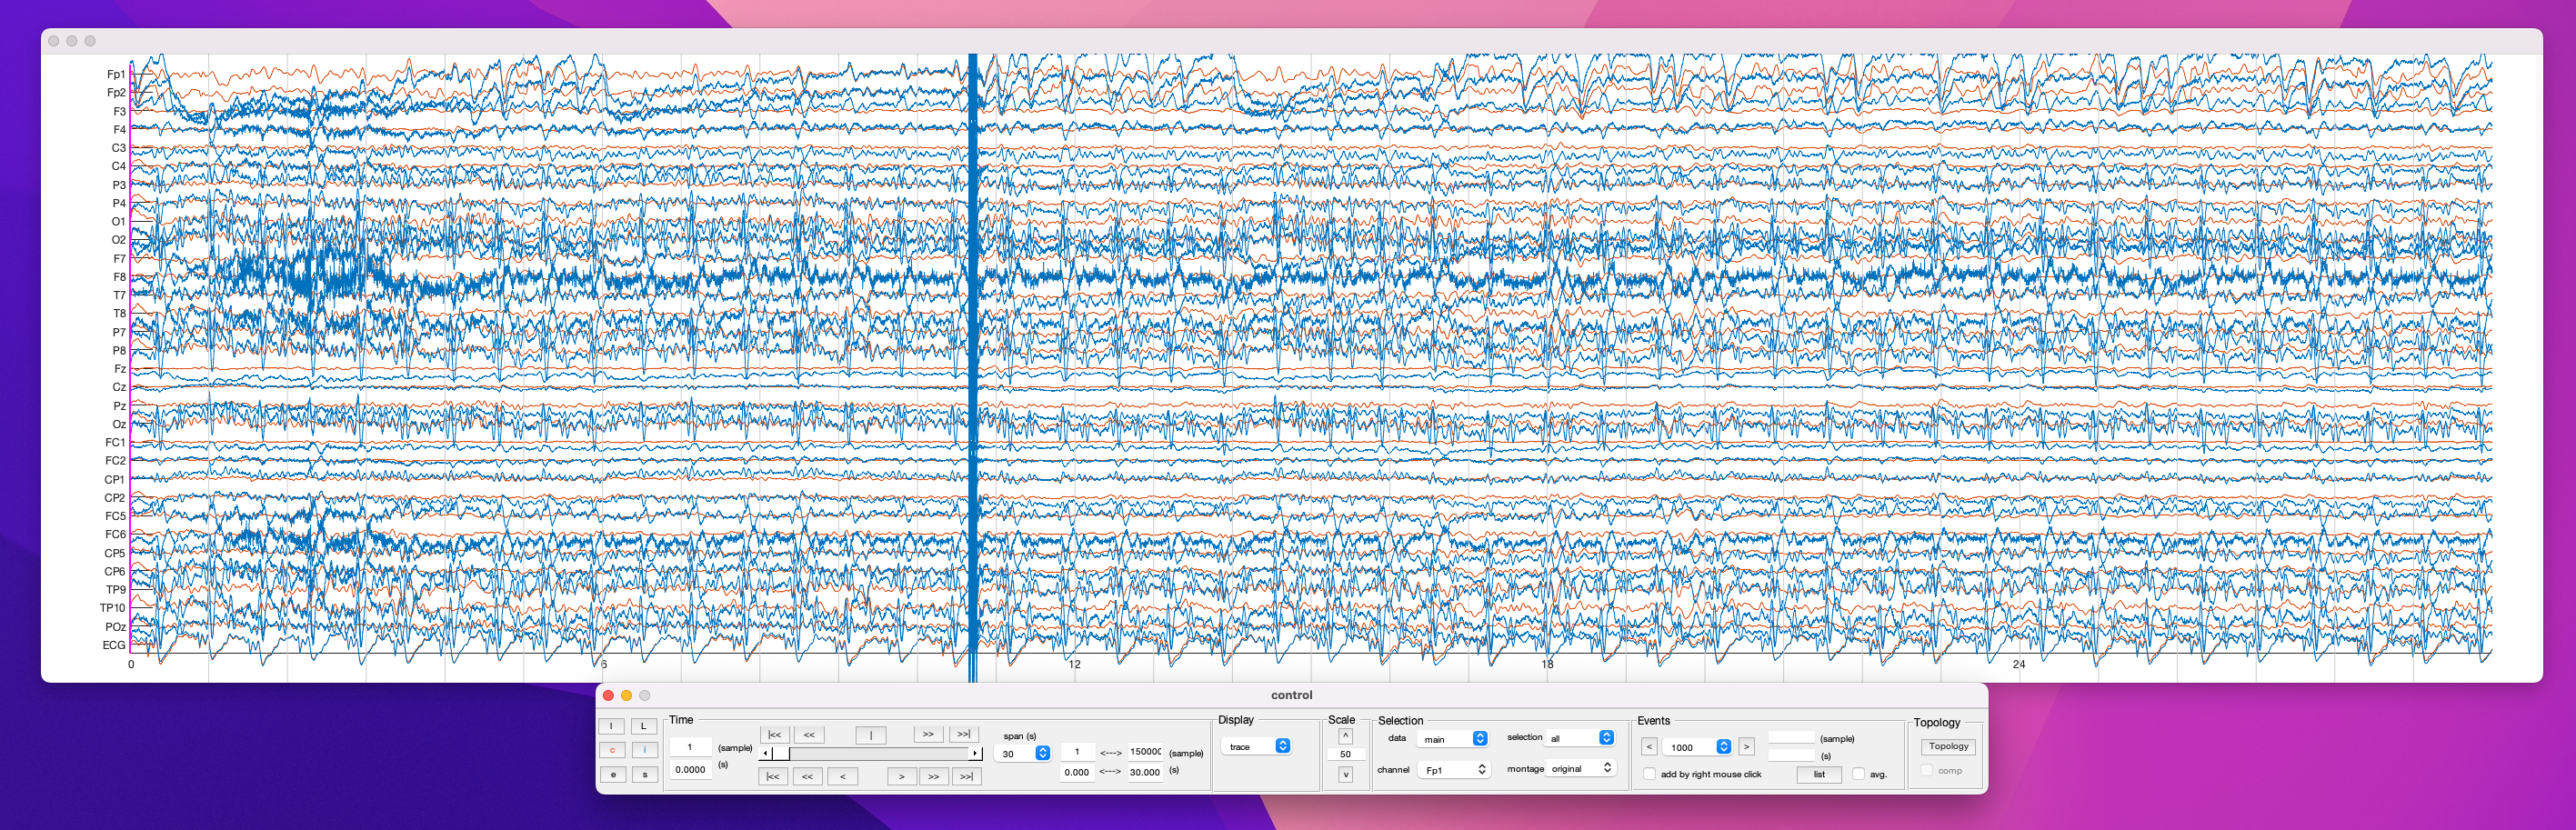 Fp1
Fp2
F3
F4
C3
C4
P3
P4
O1
O2
F7
F8
T7
T8
P7
P8
Fz
Cz
Pz
Oz
FC1
FC2
CP1
CP2
FC5
FC6
CP5
CP6
TP9
TP10
POz
ECG
0 6 12 18 24
control
I L
c i
e s
Time
1 (sample)
0.0000 (s)
|<< << | >> >>|
|<< << < > >> >>|
span (s)
30
1 <---> 15000 (sample)
0.000 <---> 30.000 (s)
Display
trace
Scale
^
50
v
Selection
data main selection all
channel Fp1 montage original
Events
< 1000 > (sample)
(s)
add by right mouse click list avg.
Topology
Topology
comp